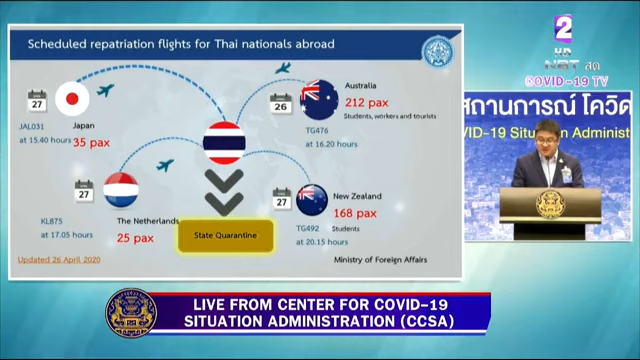 Scheduled repatriation flights for Thai nationals abroad
27
Japan
JAL031
at 15.40 hours
35 pax
26
Australia
212 pax
Students, workers and tourists
TG476
at 16.20 hours
27
KL875
at 17.05 hours
The Netherlands
25 pax
27
New Zealand
168 pax
Students
TG492
at 20.15 hours
State Quarantine
Updated 26 April 2020
Ministry of Foreign Affairs
2
HD
NBT สด
COVID-19 TV
สถานการณ์ โควิด
VID-19 Situation Administ
LIVE FROM CENTER FOR COVID-19
SITUATION ADMINISTRATION (CCSA)